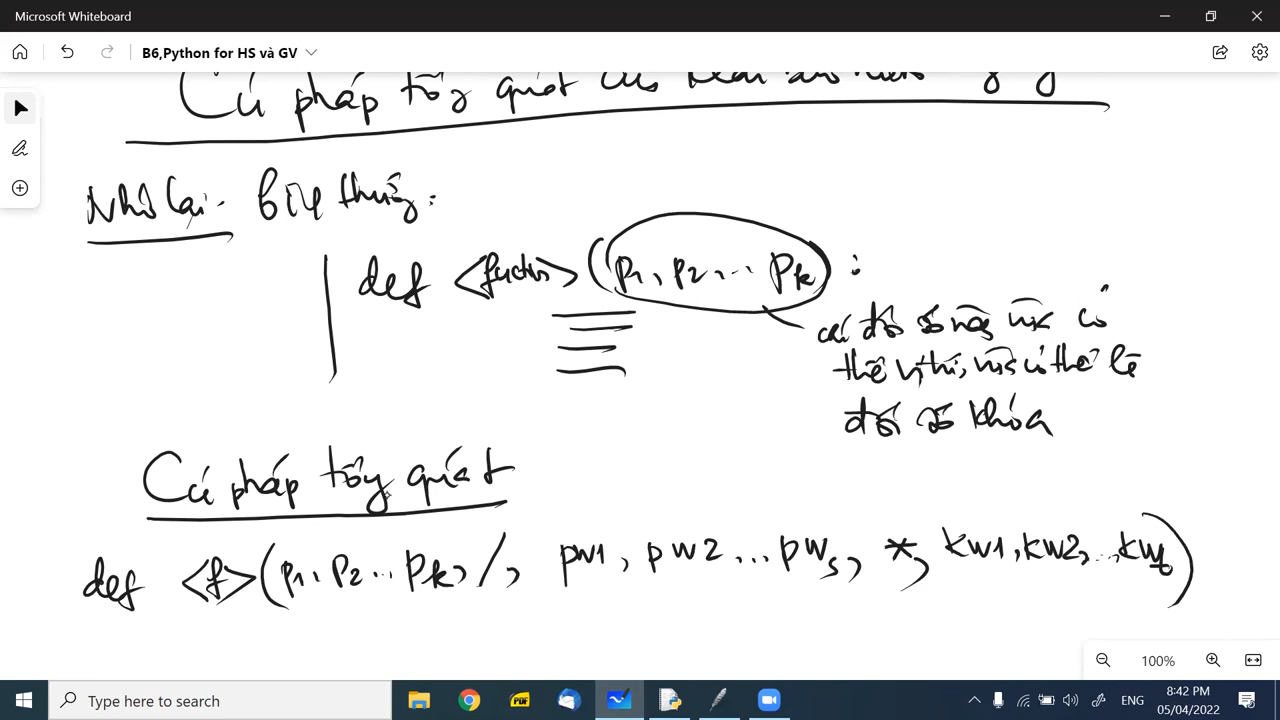 Microsoft Whiteboard
B6,Python for HS và GV
Cú pháp tổng quát
Nhớ lại. Bình thường:
def <function> (p1, p2, ... pk) :
các đối số này vừa có
thể vị trí, vừa có thể là
đối số khóa
Cú pháp tổng quát
def <f>(p1, p2 ... pk, /, pw1, pw2 ... pws, *, kw1, kw2, ..., kwt)
100%
Type here to search
PDF
ENG
8:42 PM
05/04/2022